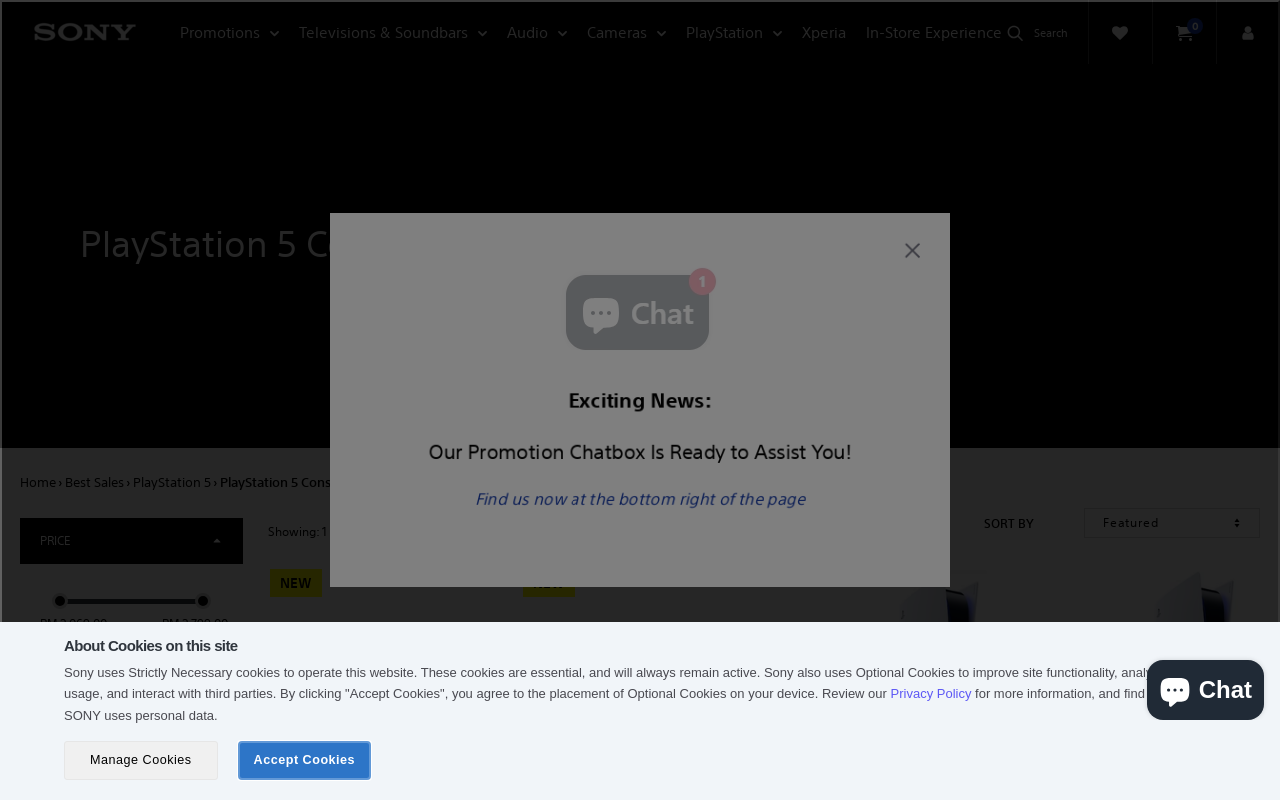 SONY
Promotions
Televisions & Soundbars
Audio
Cameras
PlayStation
Xperia
In-Store Experience
Search
0
PlayStation 5 Co
Chat
1
Exciting News:
Our Promotion Chatbox Is Ready to Assist You!
Find us now at the bottom right of the page
Home › Best Sales › PlayStation 5 › PlayStation 5 Cons
PRICE
Showing: 1
SORT BY
Featured
NEW
About Cookies on this site
Sony uses Strictly Necessary cookies to operate this website. These cookies are essential, and will always remain active. Sony also uses Optional Cookies to improve site functionality, analy
usage, and interact with third parties. By clicking "Accept Cookies", you agree to the placement of Optional Cookies on your device. Review our Privacy Policy for more information, and find
SONY uses personal data.
Chat
Manage Cookies
Accept Cookies